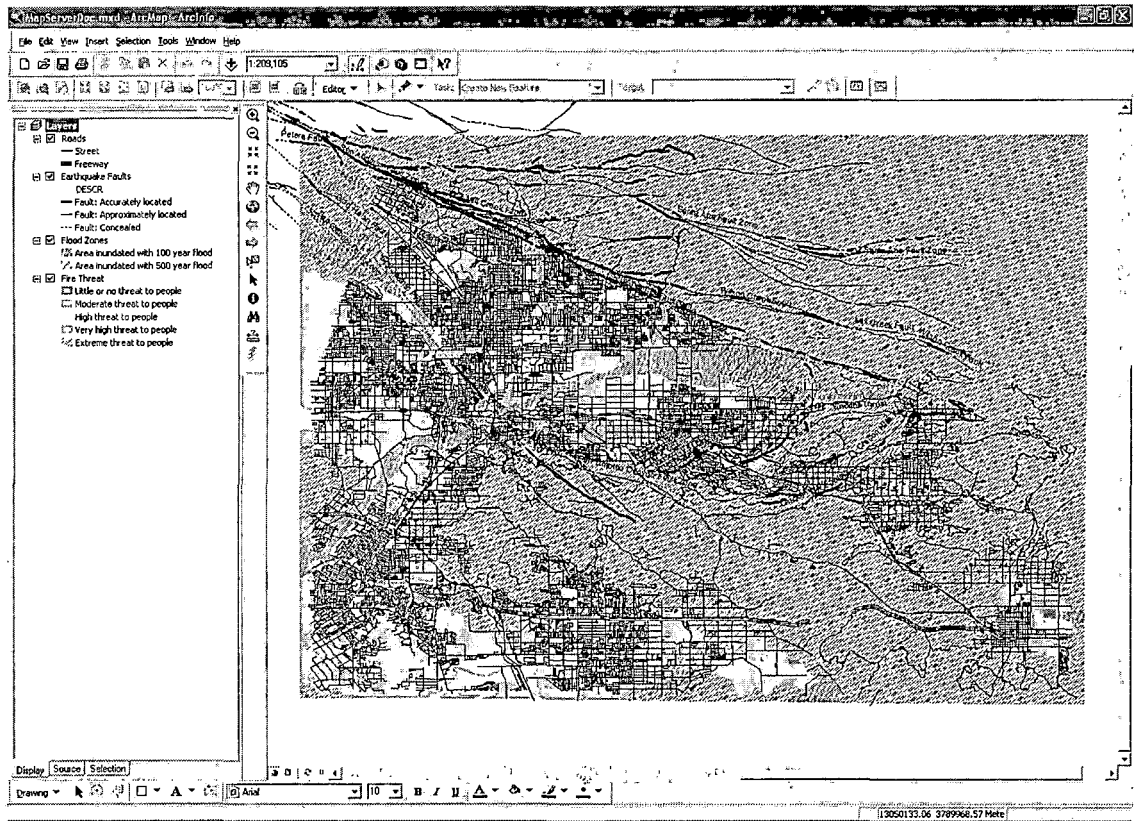 MapServerDoc.mxd - ArcMap - ArcInfo
File Edit View Insert Selection Tools Window Help
1:209,105
Editor Task: Create New Feature Target:
Layers
Roads
Street
Freeway
Earthquake Faults
DESCR
Fault: Accurately located
Fault: Approximately located
Fault: Concealed
Flood Zones
Area inundated with 100 year flood
Area inundated with 500 year flood
Fire Threat
Little or no threat to people
Moderate threat to people
High threat to people
Very high threat to people
Extreme threat to people
Display Source Selection
Drawing A Arial 10 B I U A
13050133.06 3789968.57 Mete